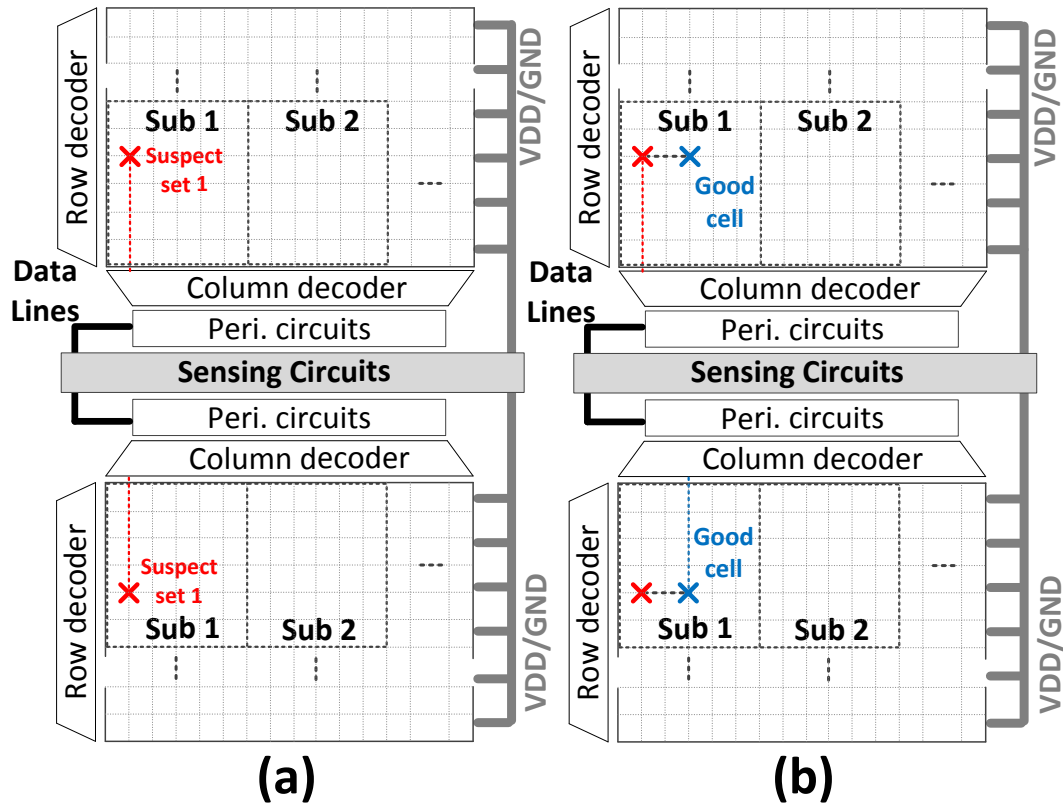 Row decoder
Sub 1
Sub 2
Suspect
set 1
VDD/GND
Data
Lines
Column decoder
Peri. circuits
Sensing Circuits
Peri. circuits
Column decoder
Row decoder
Suspect
set 1
Sub 1
Sub 2
VDD/GND
(a)
Row decoder
Sub 1
Sub 2
Good
cell
VDD/GND
Data
Lines
Column decoder
Peri. circuits
Sensing Circuits
Peri. circuits
Column decoder
Row decoder
Good
cell
Sub 1
Sub 2
VDD/GND
(b)